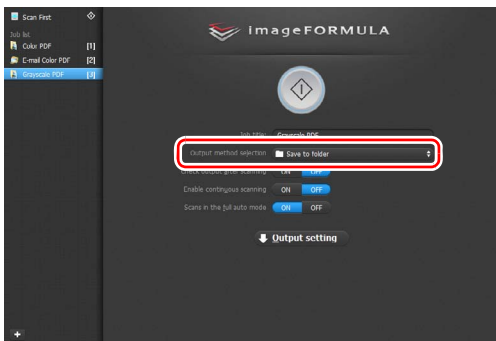 Scan First
Job list
Color PDF [1]
E-mail Color PDF [2]
Grayscale PDF [3]
imageFORMULA
Job title: Grayscale PDF
Output method selection Save to folder
Check output after scanning ON OFF
Enable continuous scanning ON OFF
Scans in the full auto mode ON OFF
Output setting